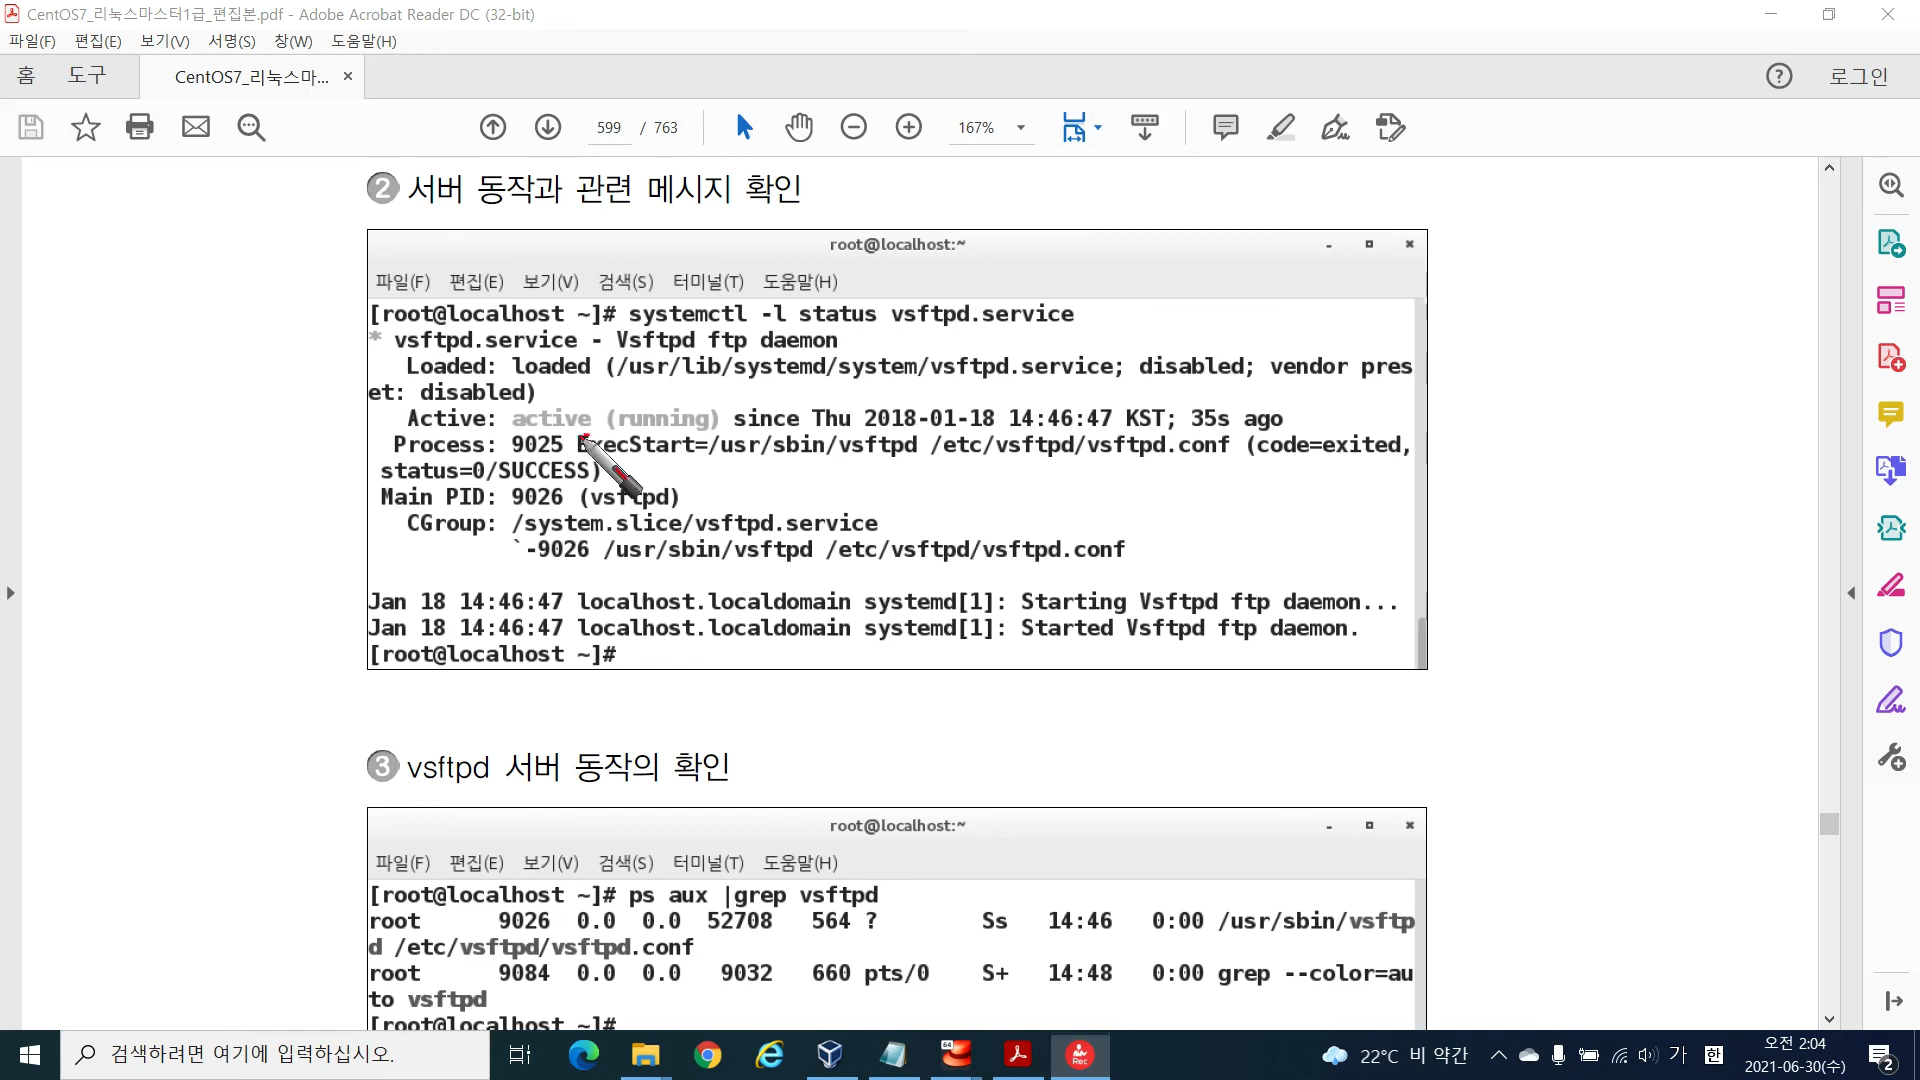 CentOS7_리눅스마스터1급_편집본.pdf - Adobe Acrobat Reader DC (32-bit)
파일(F) 편집(E) 보기(V) 서명(S) 창(W) 도움말(H)
홈 도구 CentOS7_리눅스마... × 로그인
599 / 763 167%
2 서버 동작과 관련 메시지 확인
root@localhost:~
파일(F) 편집(E) 보기(V) 검색(S) 터미널(T) 도움말(H)
[root@localhost ~]# systemctl -l status vsftpd.service
* vsftpd.service - Vsftpd ftp daemon
Loaded: loaded (/usr/lib/systemd/system/vsftpd.service; disabled; vendor pres
et: disabled)
Active: active (running) since Thu 2018-01-18 14:46:47 KST; 35s ago
Process: 9025 ExecStart=/usr/sbin/vsftpd /etc/vsftpd/vsftpd.conf (code=exited,
status=0/SUCCESS)
Main PID: 9026 (vsftpd)
CGroup: /system.slice/vsftpd.service
`-9026 /usr/sbin/vsftpd /etc/vsftpd/vsftpd.conf
Jan 18 14:46:47 localhost.localdomain systemd[1]: Starting Vsftpd ftp daemon...
Jan 18 14:46:47 localhost.localdomain systemd[1]: Started Vsftpd ftp daemon.
[root@localhost ~]#
3 vsftpd 서버 동작의 확인
root@localhost:~
파일(F) 편집(E) 보기(V) 검색(S) 터미널(T) 도움말(H)
[root@localhost ~]# ps aux |grep vsftpd
root 9026 0.0 0.0 52708 564 ? Ss 14:46 0:00 /usr/sbin/vsftp
d /etc/vsftpd/vsftpd.conf
root 9084 0.0 0.0 9032 660 pts/0 S+ 14:48 0:00 grep --color=au
to vsftpd
[root@localhost ~]#
검색하려면 여기에 입력하십시오.
64
Rec
22°C 비 약간
가 한
오전 2:04
2021-06-30(수)
2